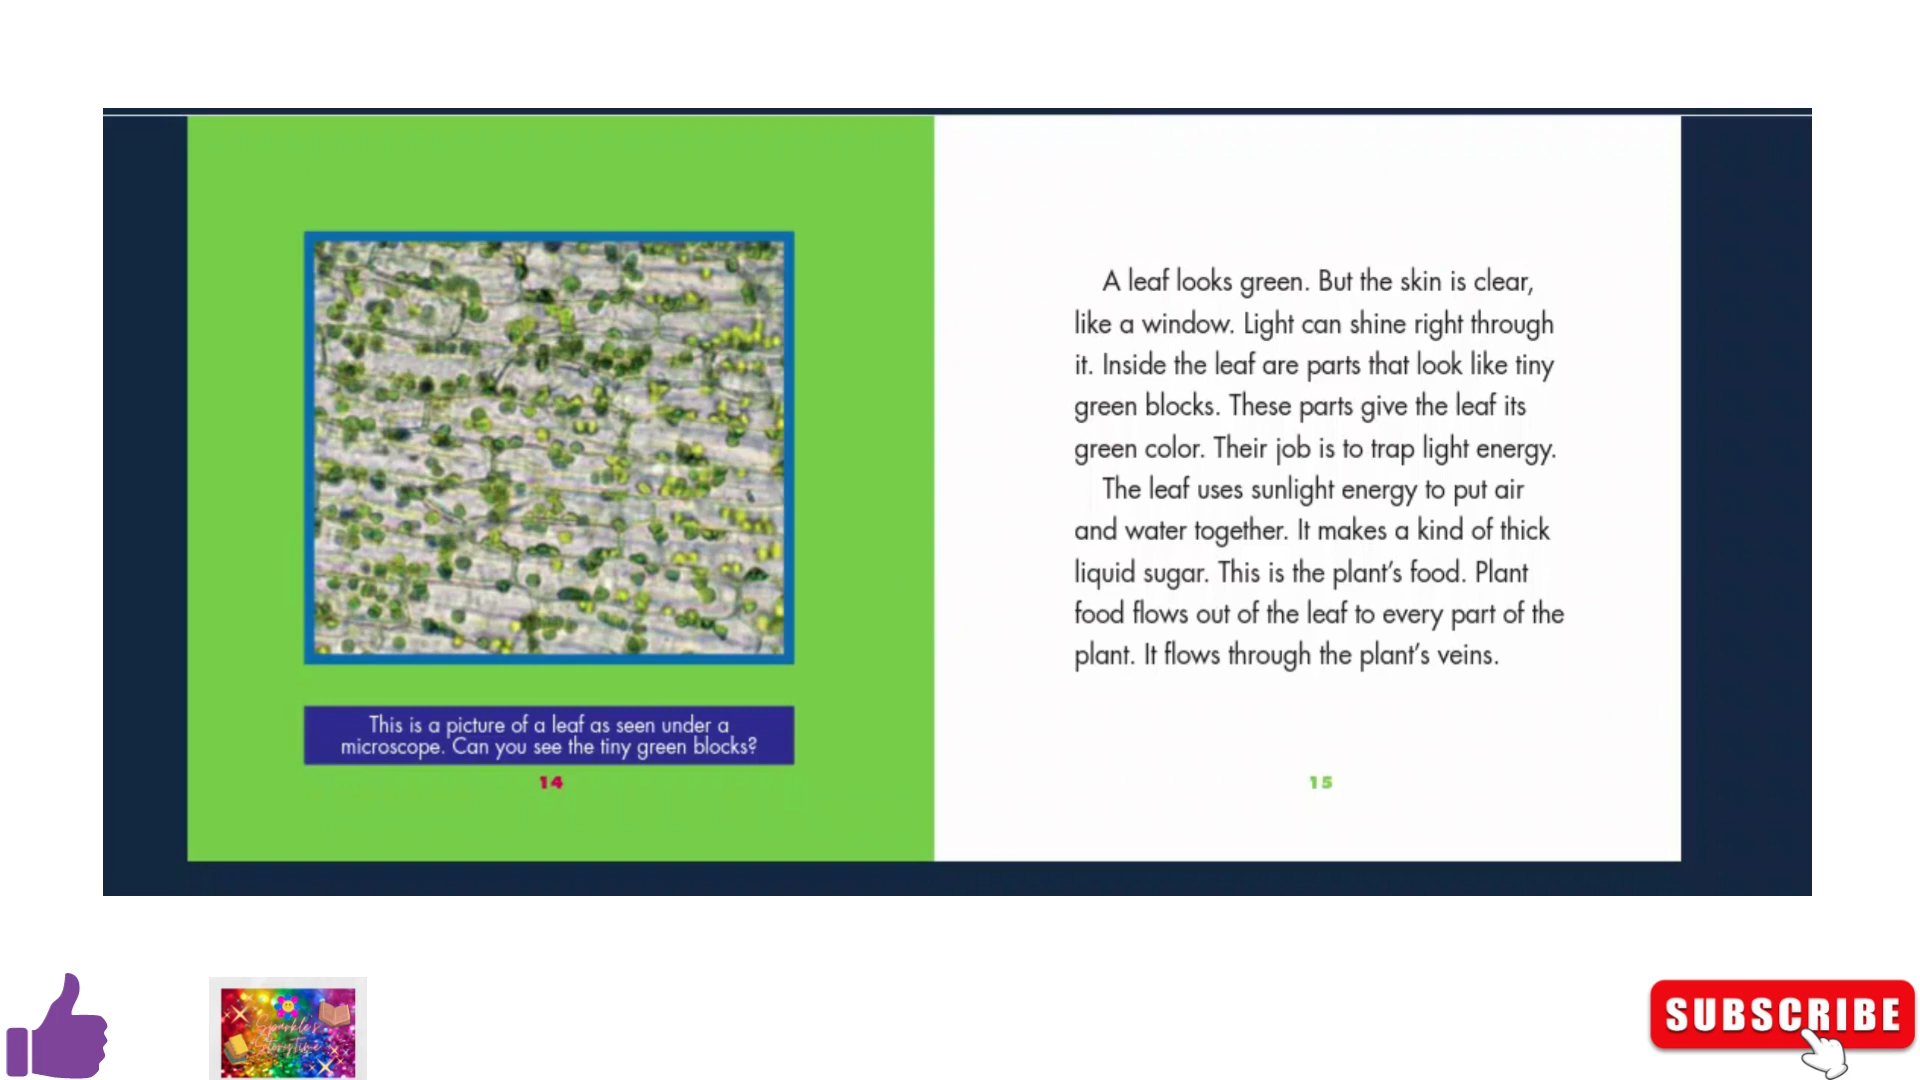 This is a picture of a leaf as seen under a
microscope. Can you see the tiny green blocks?
14
A leaf looks green. But the skin is clear,
like a window. Light can shine right through
it. Inside the leaf are parts that look like tiny
green blocks. These parts give the leaf its
green color. Their job is to trap light energy.
The leaf uses sunlight energy to put air
and water together. It makes a kind of thick
liquid sugar. This is the plant’s food. Plant
food flows out of the leaf to every part of the
plant. It flows through the plant’s veins.
15
Sparkle's
Storytime
SUBSCRIBE